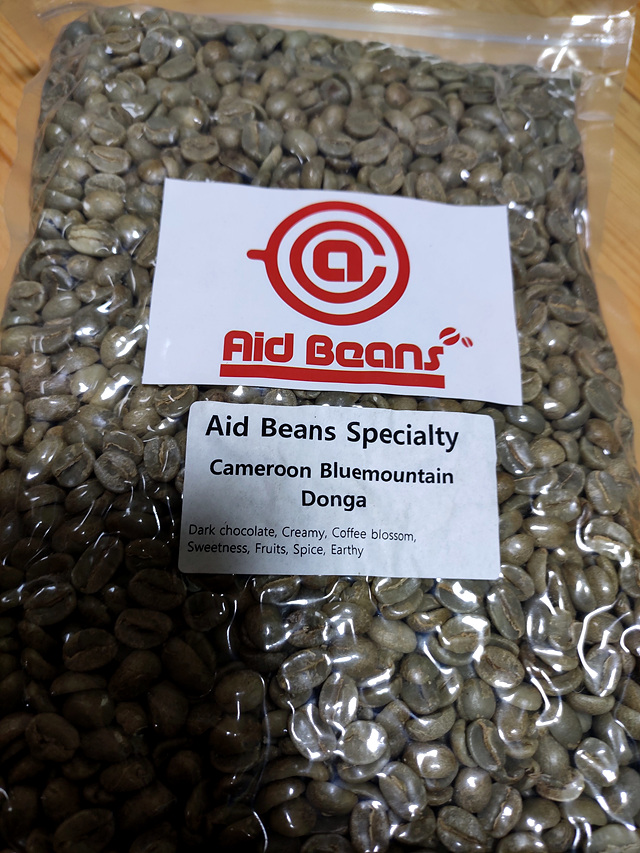 a
Aid Beans
Aid Beans Specialty
Cameroon Bluemountain
Donga
Dark chocolate, Creamy, Coffee blossom,
Sweetness, Fruits, Spice, Earthy